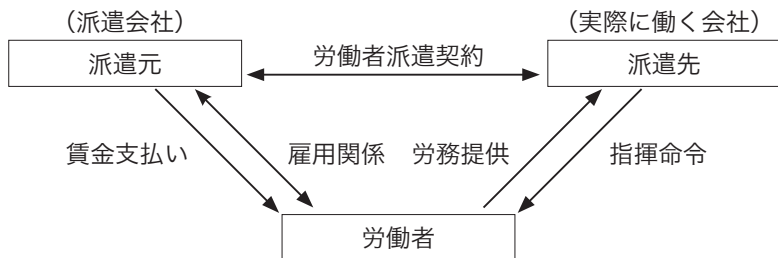 （派遣会社）
（実際に働く会社）
派遣元
労働者派遣契約
派遣先
賃金支払い
雇用関係
労務提供
指揮命令
労働者